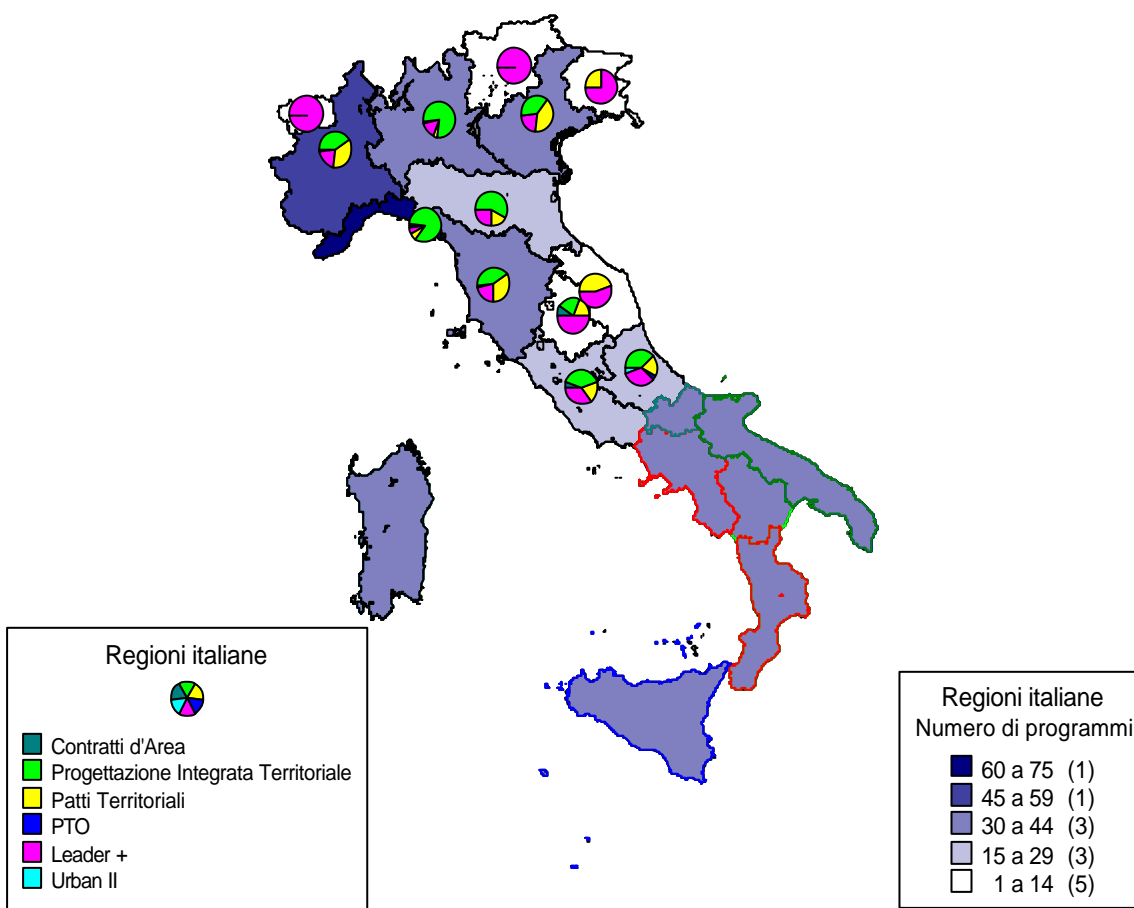 Regioni italiane
Contratti d'Area
Progettazione Integrata Territoriale
Patti Territoriali
PTO
Leader +
Urban II
Regioni italiane
Numero di programmi
60 a 75 (1)
45 a 59 (1)
30 a 44 (3)
15 a 29 (3)
1 a 14 (5)